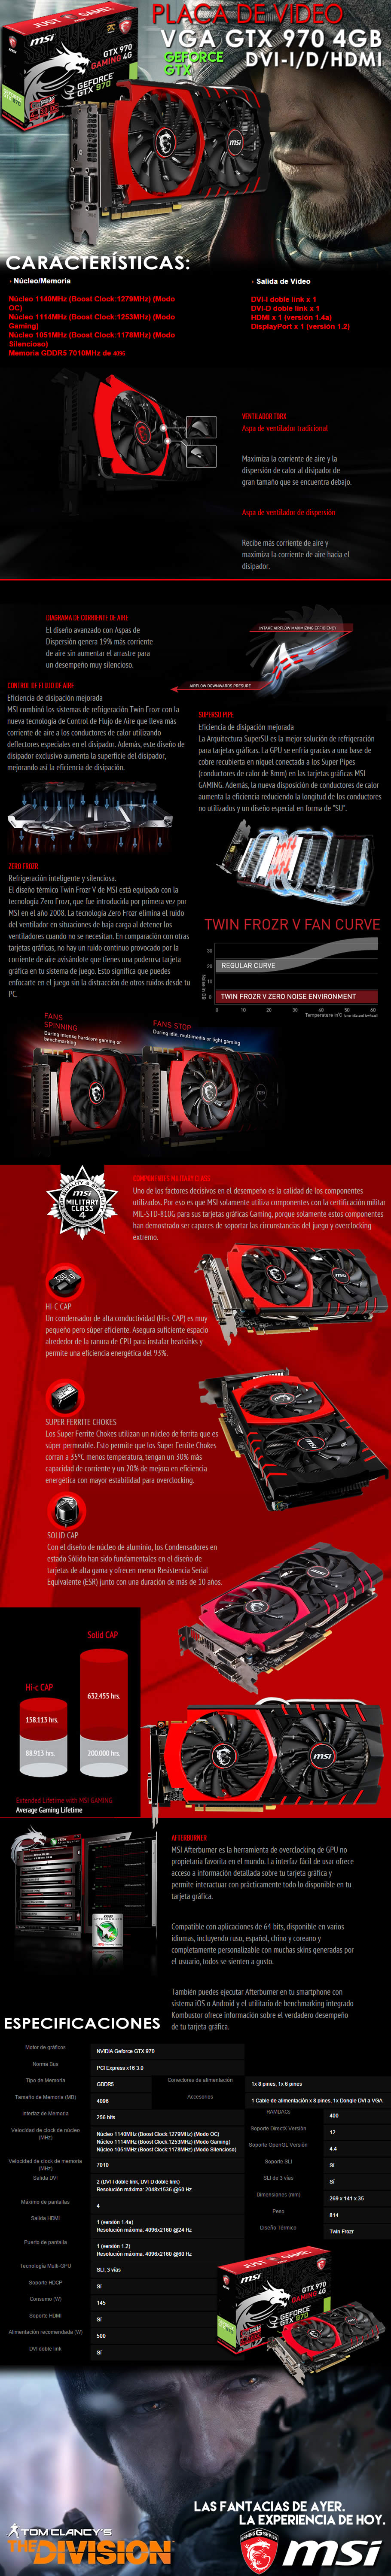 PLACA DE VIDEO
VGA GTX 970 4GB
GEFORCE GTX
DVI-I/D/HDMI
JUST GAME!
msi
GTX 970
GAMING 4G
GEFORCE GTX 970
msi
CARACTERÍSTICAS:
Núcleo/Memoria
Núcleo 1140MHz (Boost Clock:1279MHz) (Modo
OC)
Núcleo 1114MHz (Boost Clock:1253MHz) (Modo
Gaming)
Núcleo 1051MHz (Boost Clock:1178MHz) (Modo
Silencioso)
Memoria GDDR5 7010MHz de 4096
Salida de Video
DVI-I doble link x 1
DVI-D doble link x 1
HDMI x 1 (versión 1.4a)
DisplayPort x 1 (versión 1.2)
VENTILADOR TORX
Aspa de ventilador tradicional
Maximiza la corriente de aire y la
dispersión de calor al disipador de
gran tamaño que se encuentra debajo.
Aspa de ventilador de dispersión
Recibe más corriente de aire y
maximiza la corriente de aire hacia el
disipador.
DIAGRAMA DE CORRIENTE DE AIRE
El diseño avanzado con Aspas de
Dispersión genera 19% más corriente
de aire sin aumentar el arrastre para
un desempeño muy silencioso.
INTAKE AIRFLOW MAXIMIZING EFFICIENCY
AIRFLOW DOWNWARDS PRESURE
CONTROL DE FLUJO DE AIRE
Eficiencia de disipación mejorada
MSI combinó los sistemas de refrigeración Twin Frozr con la
nueva tecnología de Control de Flujo de Aire que lleva más
corriente de aire a los conductores de calor utilizando
deflectores especiales en el disipador. Además, este diseño de
disipador exclusivo aumenta la superficie del disipador,
mejorando así la eficiencia de disipación.
SUPERSU PIPE
Eficiencia de disipación mejorada
La Arquitectura SuperSU es la mejor solución de refrigeración
para tarjetas gráficas. La GPU se enfría gracias a una base de
cobre recubierta en níquel conectada a los Super Pipes
(conductores de calor de 8mm) en las tarjetas gráficas MSI
GAMING. Además, la nueva disposición de conductores de calor
aumenta la eficiencia reduciendo la longitud de los conductores
no utilizados y un diseño especial en forma de "SU".
ZERO FROZR
Refrigeración inteligente y silenciosa.
El diseño térmico Twin Frozr V de MSI está equipado con la
tecnología Zero Frozr, que fue introducida por primera vez por
MSI en el año 2008. La tecnología Zero Frozr elimina el ruido
del ventilador en situaciones de baja carga al detener los
ventiladores cuando no se necesitan. En comparación con otras
tarjetas gráficas, no hay un ruido continuo provocado por la
corriente de aire avisándote que tienes una poderosa tarjeta
gráfica en tu sistema de juego. Esto significa que puedes
enfocarte en el juego sin la distracción de otros ruidos desde tu
PC.
TWIN FROZR V FAN CURVE
Noise in DB
30
20
10
0
REGULAR CURVE
TWIN FROZR V ZERO NOISE ENVIRONMENT
0 10 20 30 40 50 60
Temperature in°C
FANS
SPINNING
During intense hardcore gaming or
benchmarking
FANS STOP
During idle, multimedia or light gaming
msi
MILITARY
CLASS
4
COMPONENTES MILITARY CLASS
Uno de los factores decisivos en el desempeño es la calidad de los componentes
utilizados. Por eso es que MSI solamente utiliza componentes con la certificación militar
MIL-STD-810G para sus tarjetas gráficas Gaming, porque solamente estos componentes
han demostrado ser capaces de soportar las circunstancias del juego y overclocking
extremo.
HI-C CAP
Un condensador de alta conductividad (Hi-c CAP) es muy
pequeño pero súper eficiente. Asegura suficiente espacio
alrededor de la ranura de CPU para instalar heatsinks y
permite una eficiencia energética del 93%.
SUPER FERRITE CHOKES
Los Super Ferrite Chokes utilizan un núcleo de ferrita que es
súper permeable. Esto permite que los Super Ferrite Chokes
corran a 35°C menos temperatura, tengan un 30% más
capacidad de corriente y un 20% de mejora en eficiencia
energética con mayor estabilidad para overclocking.
SOLID CAP
Con el diseño de núcleo de aluminio, los Condensadores en
estado Sólido han sido fundamentales en el diseño de
tarjetas de alta gama y ofrecen menor Resistencia Serial
Equivalente (ESR) junto con una duración de más de 10 años.
Solid CAP
632.455 hrs.
200.000 hrs.
Hi-c CAP
158.113 hrs.
88.913 hrs.
Extended Lifetime with MSI GAMING
Average Gaming Lifetime
AFTERBURNER
MSI Afterburner es la herramienta de overclocking de GPU no
propietaria favorita en el mundo. La interfaz fácil de usar ofrece
acceso a información detallada sobre tu tarjeta gráfica y
permite interactuar con prácticamente todo lo disponible en tu
tarjeta gráfica.
Compatible con aplicaciones de 64 bits, disponible en varios
idiomas, incluyendo ruso, español, chino y coreano y
completamente personalizable con muchas skins generadas por
el usuario, todos se sienten a gusto.
También puedes ejecutar Afterburner en tu smartphone con
sistema iOS o Android y el utilitario de benchmarking integrado
Kombustor ofrece información sobre el verdadero desempeño
de tu tarjeta gráfica.
ESPECIFICACIONES
Motor de gráficos
NVIDIA Geforce GTX 970
Norma Bus
PCI Express x16 3.0
Tipo de Memoria
GDDR5
Tamaño de Memoria (MB)
4096
Interfaz de Memoria
256 bits
Velocidad de clock de núcleo
(MHz)
Núcleo 1140MHz (Boost Clock:1279MHz) (Modo OC)
Núcleo 1114MHz (Boost Clock:1253MHz) (Modo Gaming)
Núcleo 1051MHz (Boost Clock:1178MHz) (Modo Silencioso)
Velocidad de clock de memoria
(MHz)
7010
Salida DVI
2 (DVI-I doble link, DVI-D doble link)
Resolución máxima: 2048x1536 @60 Hz.
Máximo de pantallas
4
Salida HDMI
1 (versión 1.4a)
Resolución máxima: 4096x2160 @24 Hz
Puerto de pantalla
1 (versión 1.2)
Resolución máxima: 4096x2160 @60 Hz
Tecnología Multi-GPU
SLI, 3 vías
Soporte HDCP
Sí
Consumo (W)
145
Soporte HDMI
Sí
Alimentación recomendada (W)
500
DVI doble link
Sí
Conectores de alimentación
1x 8 pines, 1x 6 pines
Accesorios
1 Cable de alimentación x 8 pines, 1x Dongle DVI a VGA
RAMDACs
400
Soporte DirectX Versión
12
Soporte OpenGL Versión
4.4
Soporte SLI
Sí
SLI de 3 vías
Sí
Dimensiones (mm)
269 x 141 x 35
Peso
814
Diseño Térmico
Twin Frozr
JUST GAME!
msi
GTX 970
GAMING 4G
GEFORCE GTX 970
LAS FANTACIAS DE AYER.
LA EXPERIENCIA DE HOY.
TOM CLANCY'S
THE DIVISION
GAMING G SERIES
msi